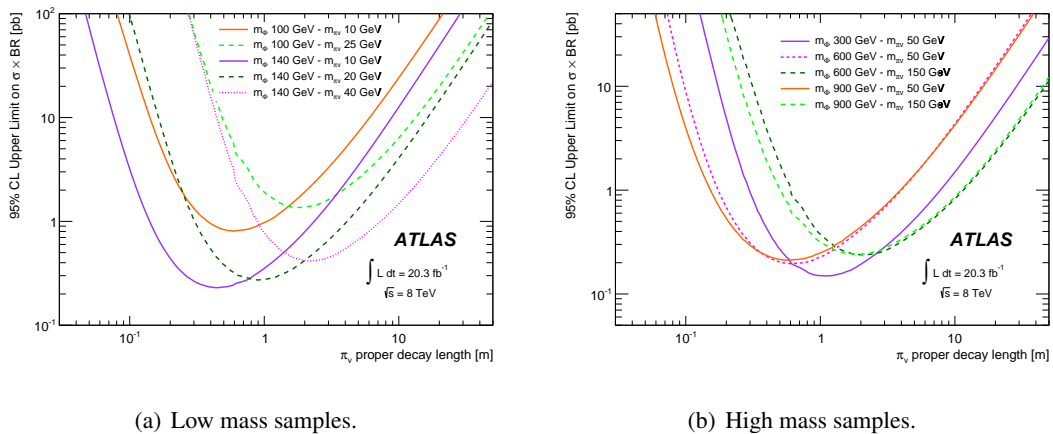 95% CL Upper Limit on σ × BR [pb]
10²
10
1
10⁻¹
m_Φ 100 GeV - m_πv 10 GeV
m_Φ 100 GeV - m_πv 25 GeV
m_Φ 140 GeV - m_πv 10 GeV
m_Φ 140 GeV - m_πv 20 GeV
m_Φ 140 GeV - m_πv 40 GeV
ATLAS
∫ L dt = 20.3 fb⁻¹
√s = 8 TeV
10⁻¹ 1 10
π_v proper decay length [m]
(a) Low mass samples.
95% CL Upper Limit on σ × BR [pb]
10
1
10⁻¹
m_Φ 300 GeV - m_πv 50 GeV
m_Φ 600 GeV - m_πv 50 GeV
m_Φ 600 GeV - m_πv 150 GeV
m_Φ 900 GeV - m_πv 50 GeV
m_Φ 900 GeV - m_πv 150 GeV
ATLAS
∫ L dt = 20.3 fb⁻¹
√s = 8 TeV
10⁻¹ 1 10
π_v proper decay length [m]
(b) High mass samples.